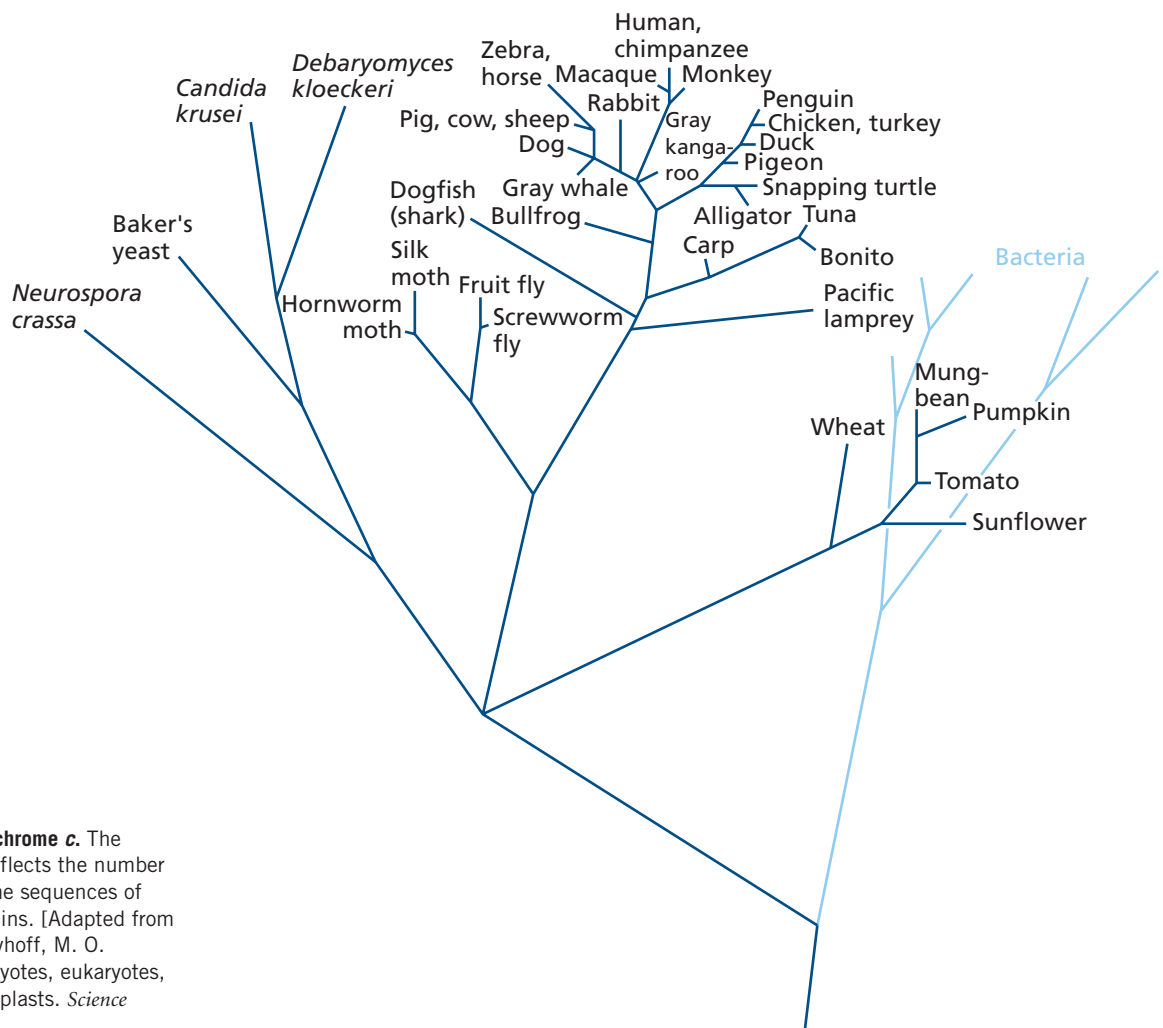 Human,
chimpanzee
Zebra,
horse
Macaque
Monkey
Debaryomyces
kloeckeri
Candida
krusei
Rabbit
Penguin
Pig, cow, sheep
Gray
kanga-
roo
Chicken, turkey
Dog
Duck
Pigeon
Gray whale
Snapping turtle
Dogfish
(shark)
Bullfrog
Alligator
Tuna
Baker's
yeast
Silk
moth
Carp
Bonito
Bacteria
Neurospora
crassa
Hornworm
moth
Fruit fly
Screwworm
fly
Pacific
lamprey
Mung-
bean
Pumpkin
Wheat
Tomato
Sunflower
chrome c. The
flects the number
ne sequences of
ins. [Adapted from
yhoff, M. O.
yotes, eukaryotes,
plasts. Science